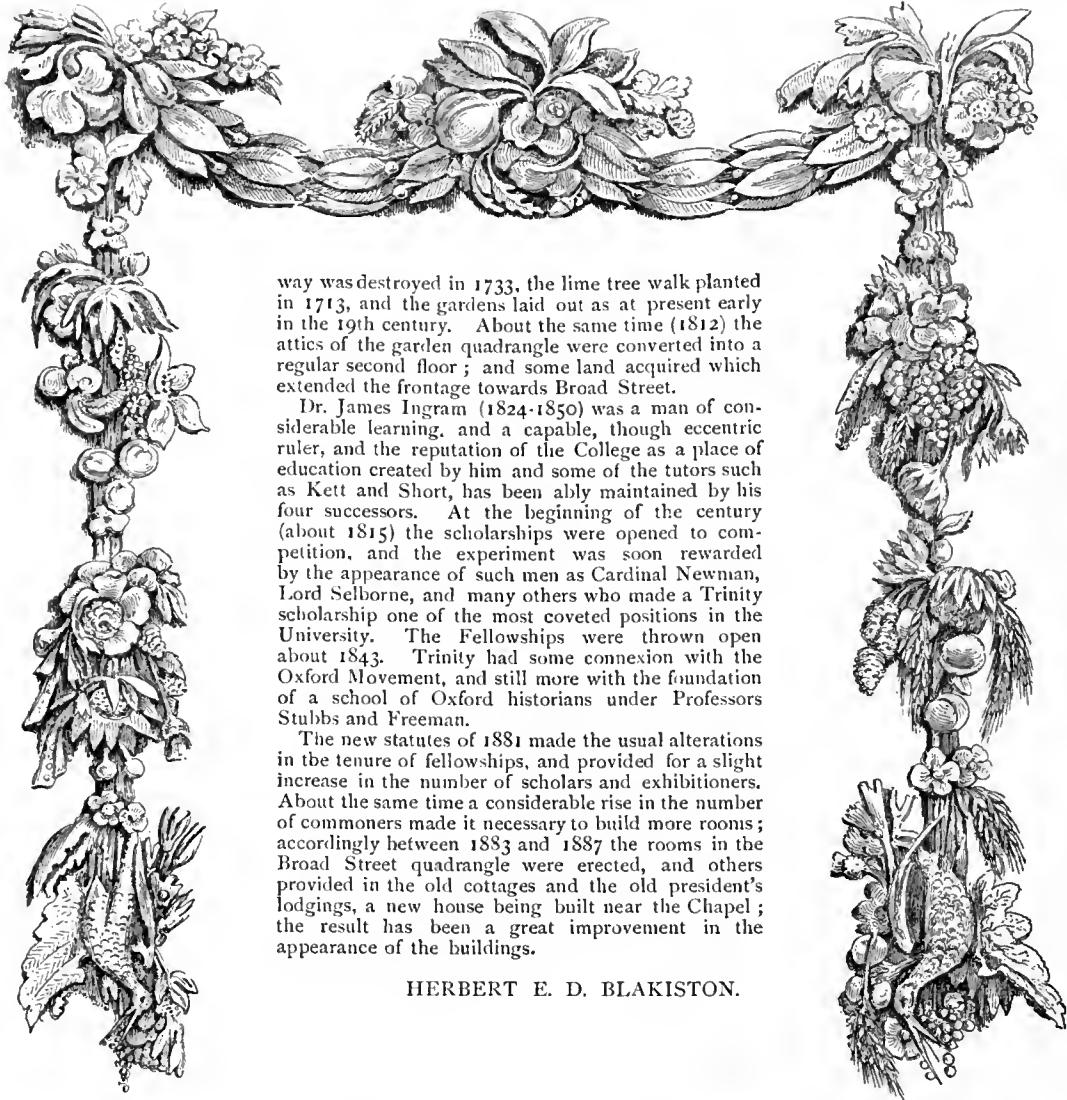 way was destroyed in 1733, the lime tree walk planted
in 1713, and the gardens laid out as at present early
in the 19th century. About the same time (1812) the
attics of the garden quadrangle were converted into a
regular second floor ; and some land acquired which
extended the frontage towards Broad Street.
Dr. James Ingram (1824-1850) was a man of con-
siderable learning, and a capable, though eccentric
ruler, and the reputation of the College as a place of
education created by him and some of the tutors such
as Kett and Short, has been ably maintained by his
four successors. At the beginning of the century
(about 1815) the scholarships were opened to com-
petition, and the experiment was soon rewarded
by the appearance of such men as Cardinal Newman,
Lord Selborne, and many others who made a Trinity
scholarship one of the most coveted positions in the
University. The Fellowships were thrown open
about 1843. Trinity had some connexion with the
Oxford Movement, and still more with the foundation
of a school of Oxford historians under Professors
Stubbs and Freeman.
The new statutes of 1881 made the usual alterations
in the tenure of fellowships, and provided for a slight
increase in the number of scholars and exhibitioners.
About the same time a considerable rise in the number
of commoners made it necessary to build more rooms ;
accordingly between 1883 and 1887 the rooms in the
Broad Street quadrangle were erected, and others
provided in the old cottages and the old president's
lodgings, a new house being built near the Chapel ;
the result has been a great improvement in the
appearance of the buildings.
HERBERT E. D. BLAKISTON.